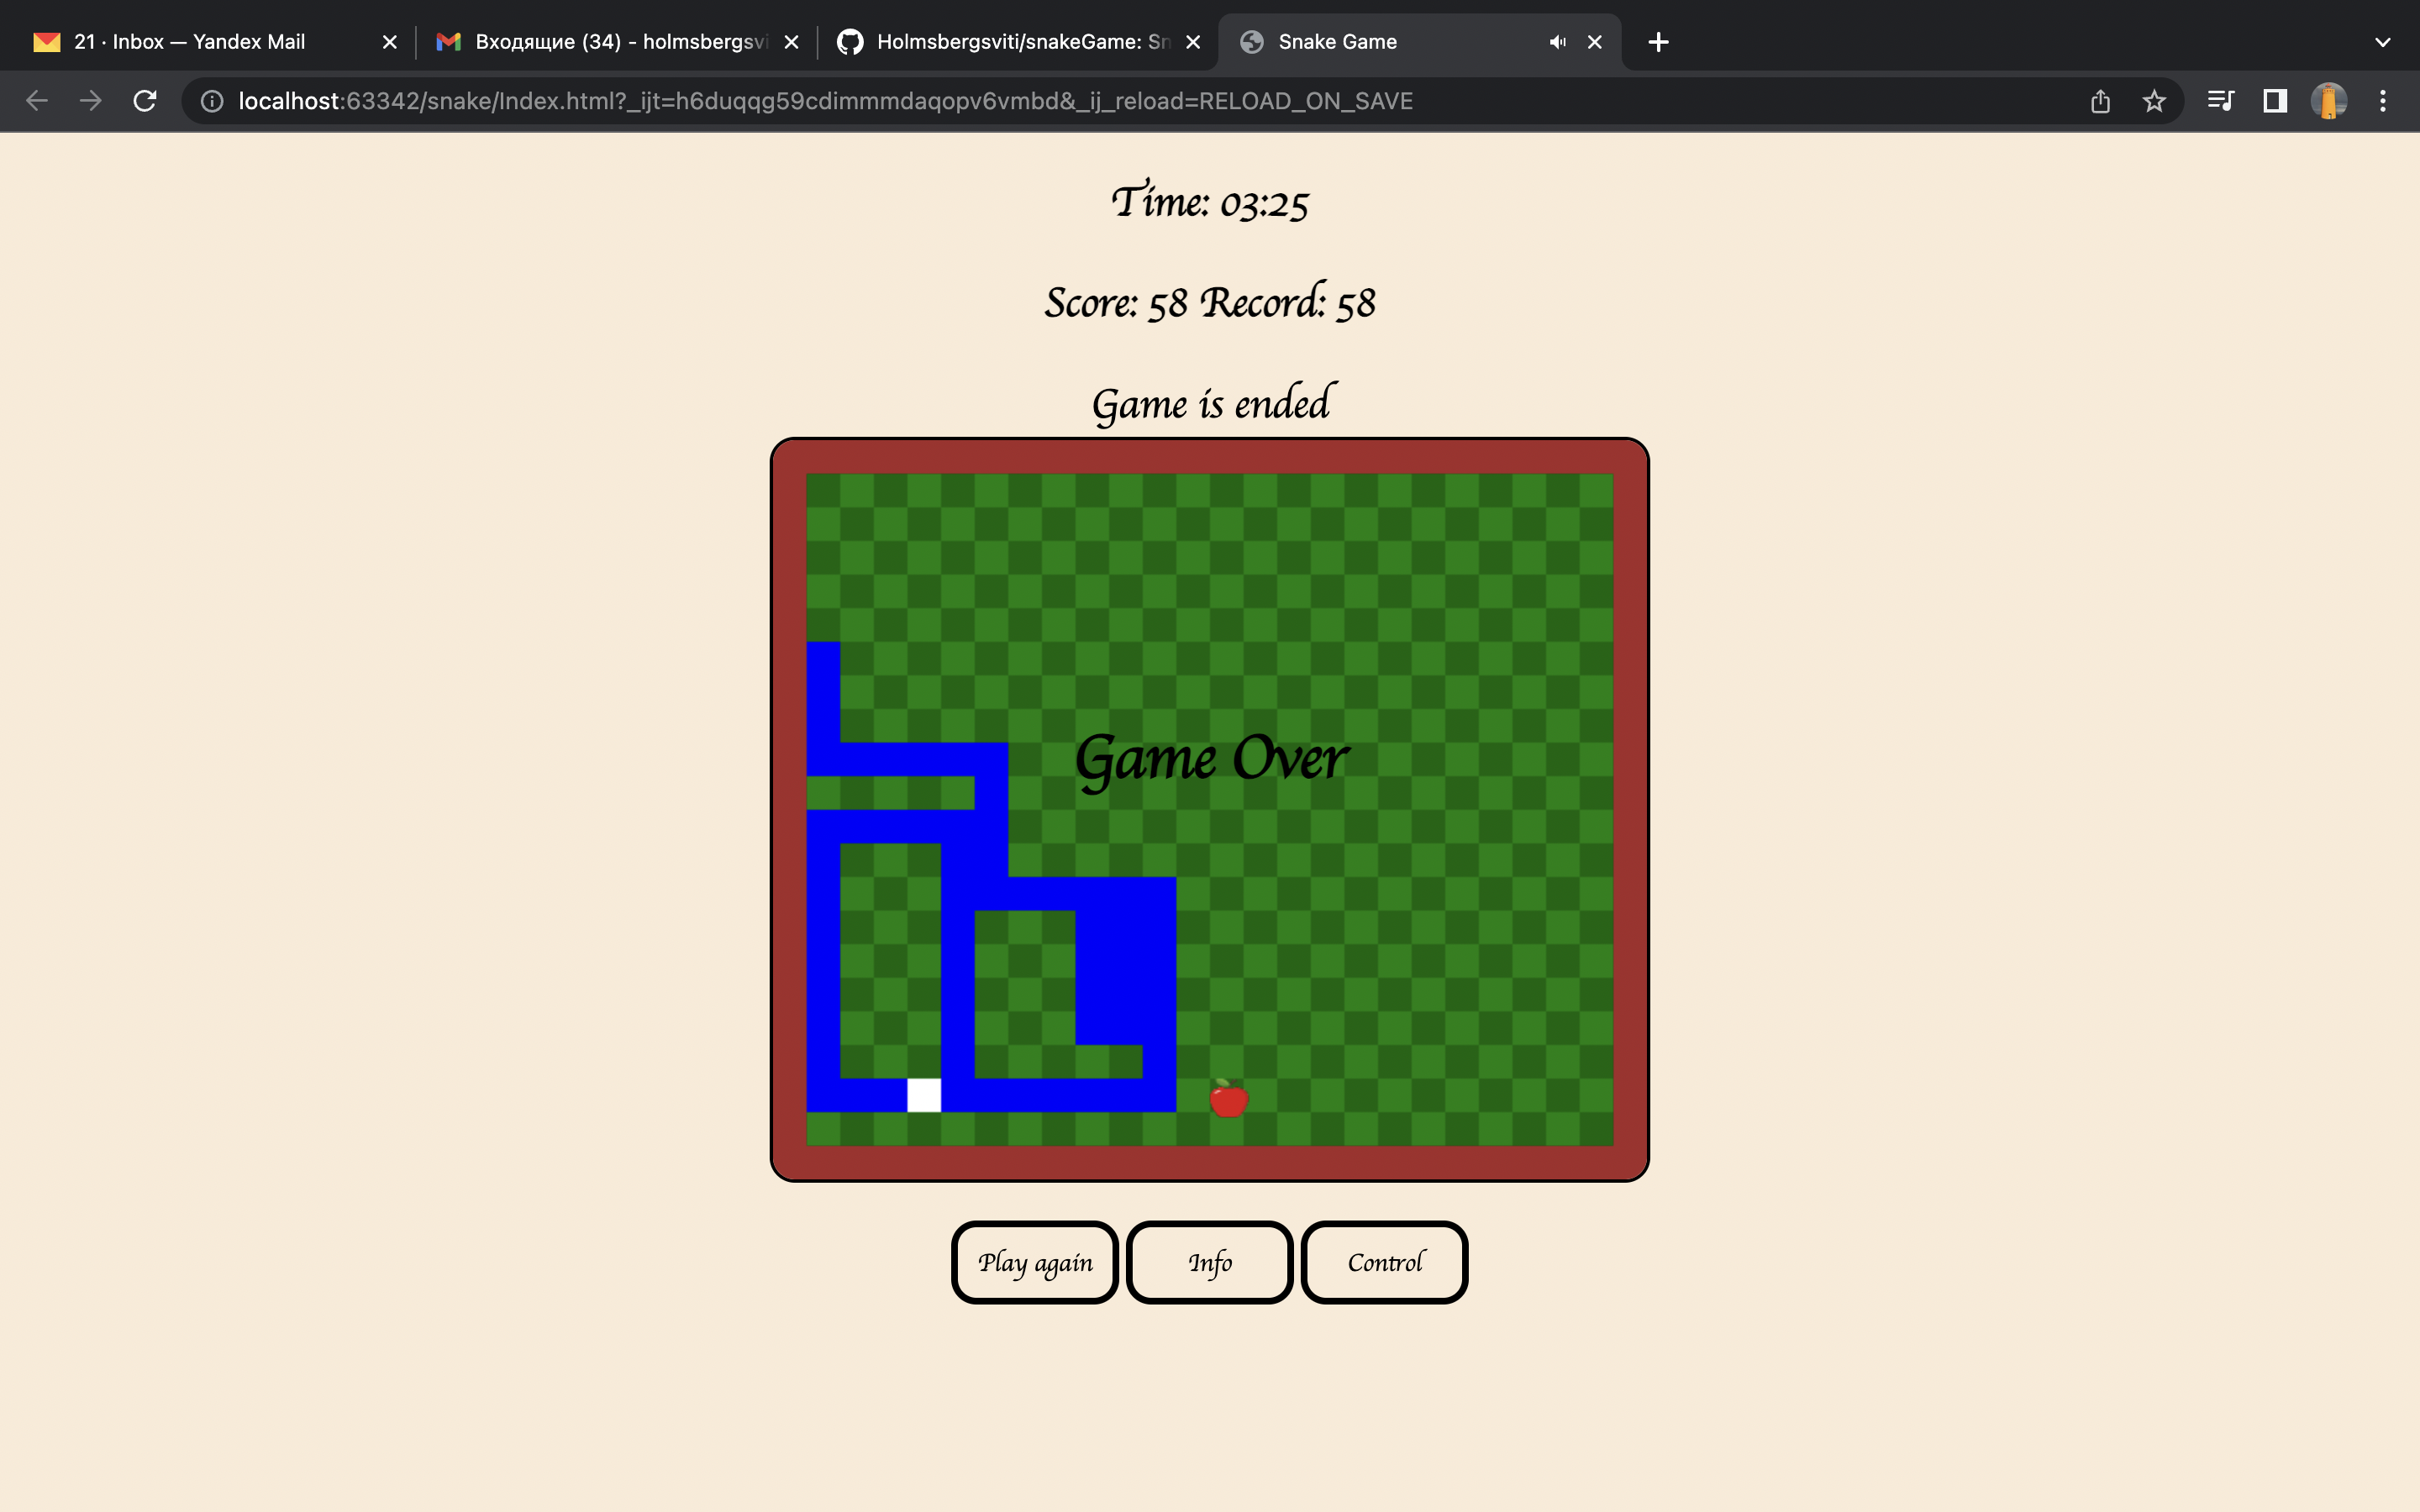 21 · Inbox — Yandex Mail
Входящие (34) - holmsbergsvi
Holmsbergsviti/snakeGame: Sn
Snake Game
localhost:63342/snake/Index.html?_ijt=h6duqqg59cdimmmdaqopv6vmbd&_ij_reload=RELOAD_ON_SAVE
Time: 03:25
Score: 58 Record: 58
Game is ended
Game Over
Play again
Info
Control